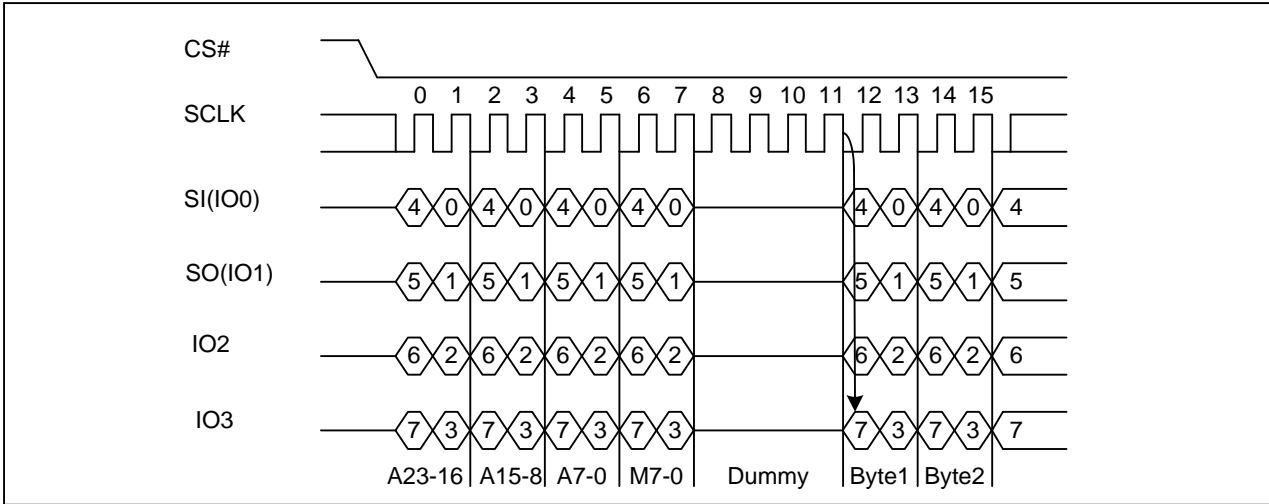 CS#
0 1 2 3 4 5 6 7 8 9 10 11 12 13 14 15
SCLK
SI(IO0) 4 0 4 0 4 0 4 0 4 0 4 0 4
SO(IO1) 5 1 5 1 5 1 5 1 5 1 5 1 5
IO2 6 2 6 2 6 2 6 2 6 2 6 2 6
IO3 7 3 7 3 7 3 7 3 7 3 7 3 7
A23-16 A15-8 A7-0 M7-0 Dummy Byte1 Byte2